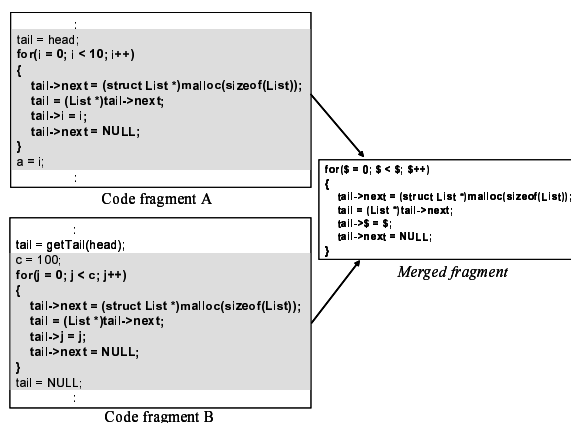 :
tail = head;
for(i = 0; i < 10; i++)
{
tail->next = (struct List *)malloc(sizeof(List));
tail = (List *)tail->next;
tail->i = i;
tail->next = NULL;
}
a = i;
:
Code fragment A
:
tail = getTail(head);
c = 100;
for(j = 0; j < c; j++)
{
tail->next = (struct List *)malloc(sizeof(List));
tail = (List *)tail->next;
tail->j = j;
tail->next = NULL;
}
tail = NULL;
:
Code fragment B
for($ = 0; $ < $; $++)
{
tail->next = (struct List *)malloc(sizeof(List));
tail = (List *)tail->next;
tail->$ = $;
tail->next = NULL;
}
Merged fragment